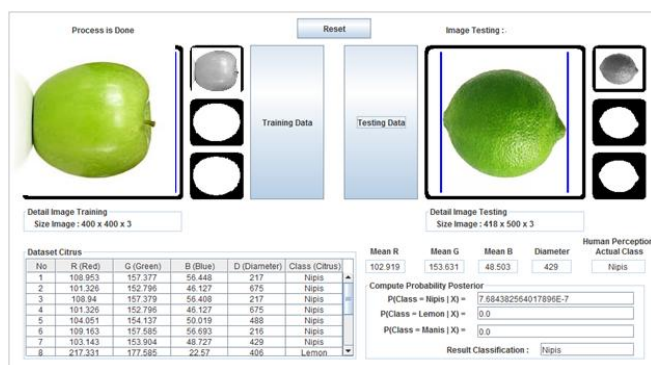 Process is Done
Reset
Image Testing :
Training Data
Testing Data
Detail Image Training
Size Image : 400 x 400 x 3
Detail Image Testing
Size Image : 418 x 500 x 3
Dataset Citrus
No R (Red) G (Green) B (Blue) D (Diameter) Class (Citrus)
1 108.953 157.377 56.448 217 Nipis
2 101.326 152.796 46.127 675 Nipis
3 108.94 157.379 56.408 217 Nipis
4 101.326 152.796 46.127 675 Nipis
5 104.051 154.137 50.019 488 Nipis
6 109.163 157.585 56.693 216 Nipis
7 103.143 153.904 48.727 429 Nipis
8 217.331 177.585 22.57 406 Lemon
Mean R Mean G Mean B Diameter Human Perception Actual Class
102.919 153.631 48.503 429 Nipis
Compute Probability Posterior
P(Class = Nipis | X) = 7.684382564017896E-7
P(Class = Lemon | X) = 0.0
P(Class = Manis | X) = 0.0
Result Classification : Nipis